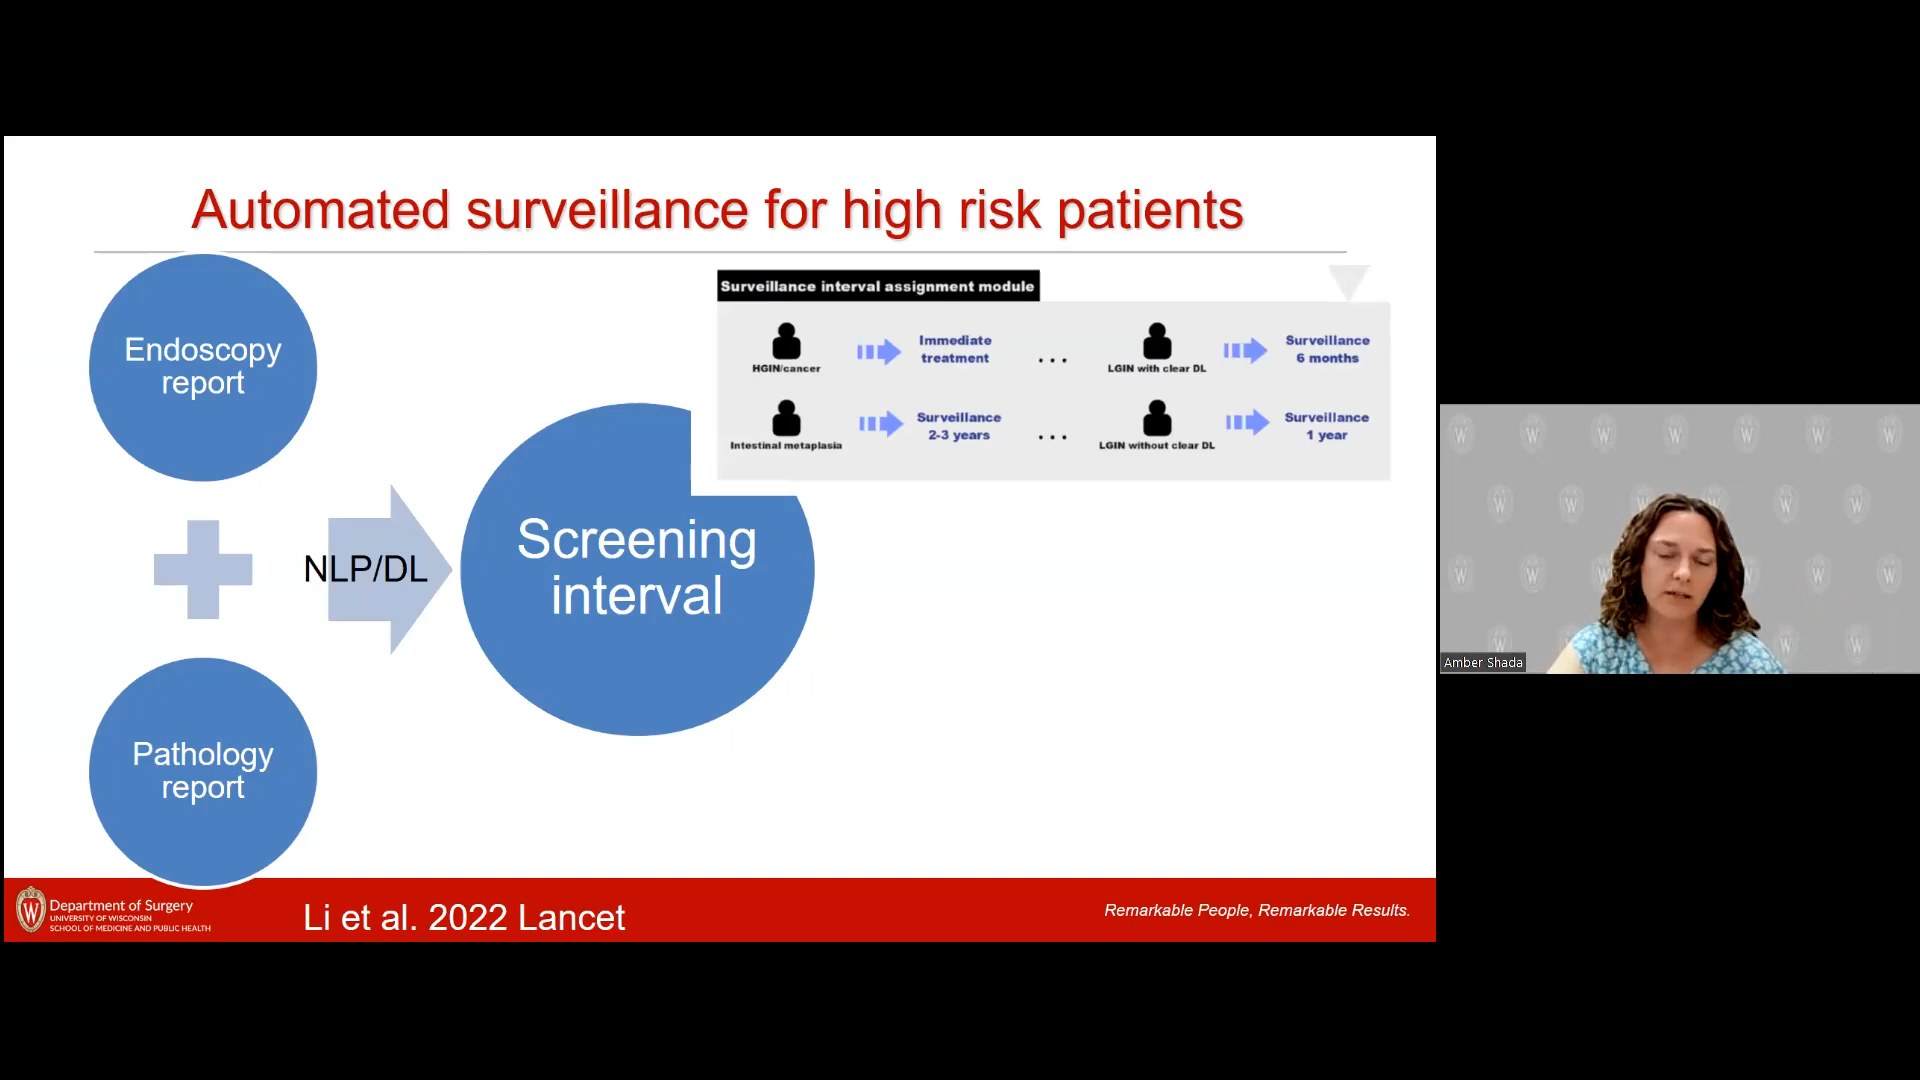 Automated surveillance for high risk patients
Endoscopy
report
NLP/DL
Pathology
report
Screening
interval
Surveillance interval assignment module
HGIN/cancer
Immediate
treatment
...
LGIN with clear DL
Surveillance
6 months
Intestinal metaplasia
Surveillance
2-3 years
...
LGIN without clear DL
Surveillance
1 year
W
Department of Surgery
UNIVERSITY OF WISCONSIN
SCHOOL OF MEDICINE AND PUBLIC HEALTH
Li et al. 2022 Lancet
Remarkable People, Remarkable Results.
Amber Shada